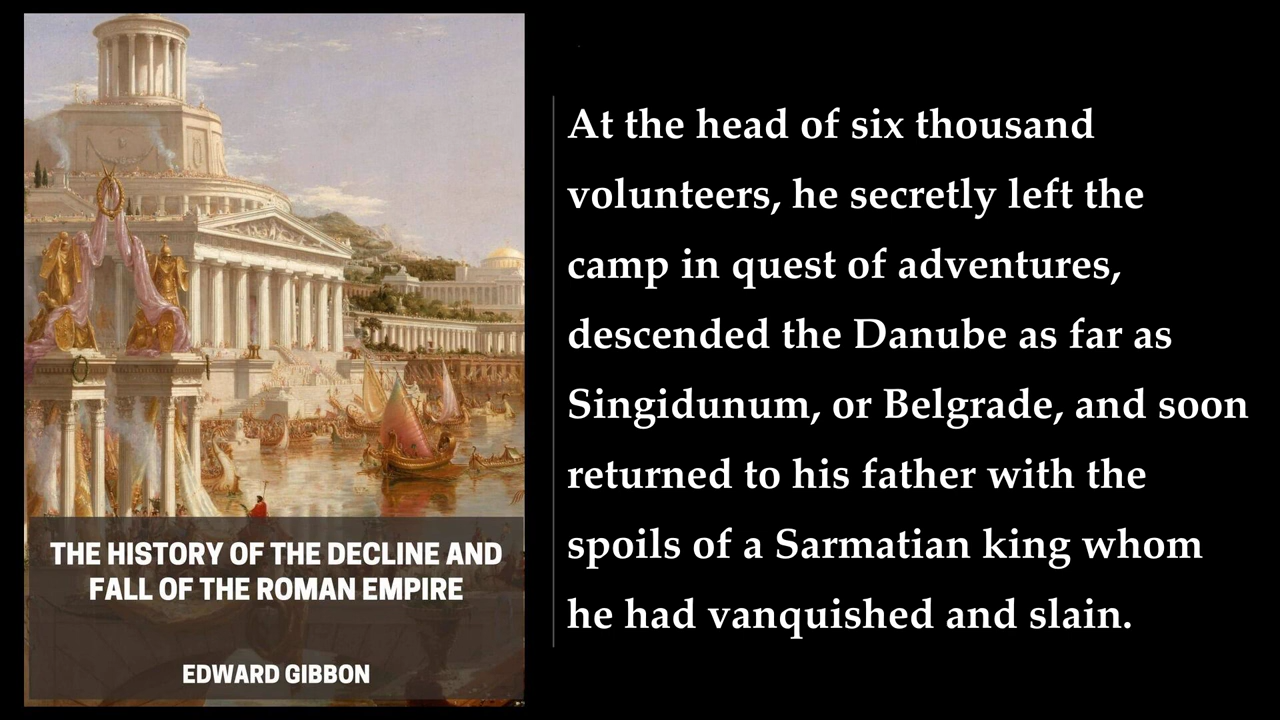 THE HISTORY OF THE DECLINE AND
FALL OF THE ROMAN EMPIRE
EDWARD GIBBON
At the head of six thousand
volunteers, he secretly left the
camp in quest of adventures,
descended the Danube as far as
Singidunum, or Belgrade, and soon
returned to his father with the
spoils of a Sarmatian king whom
he had vanquished and slain.